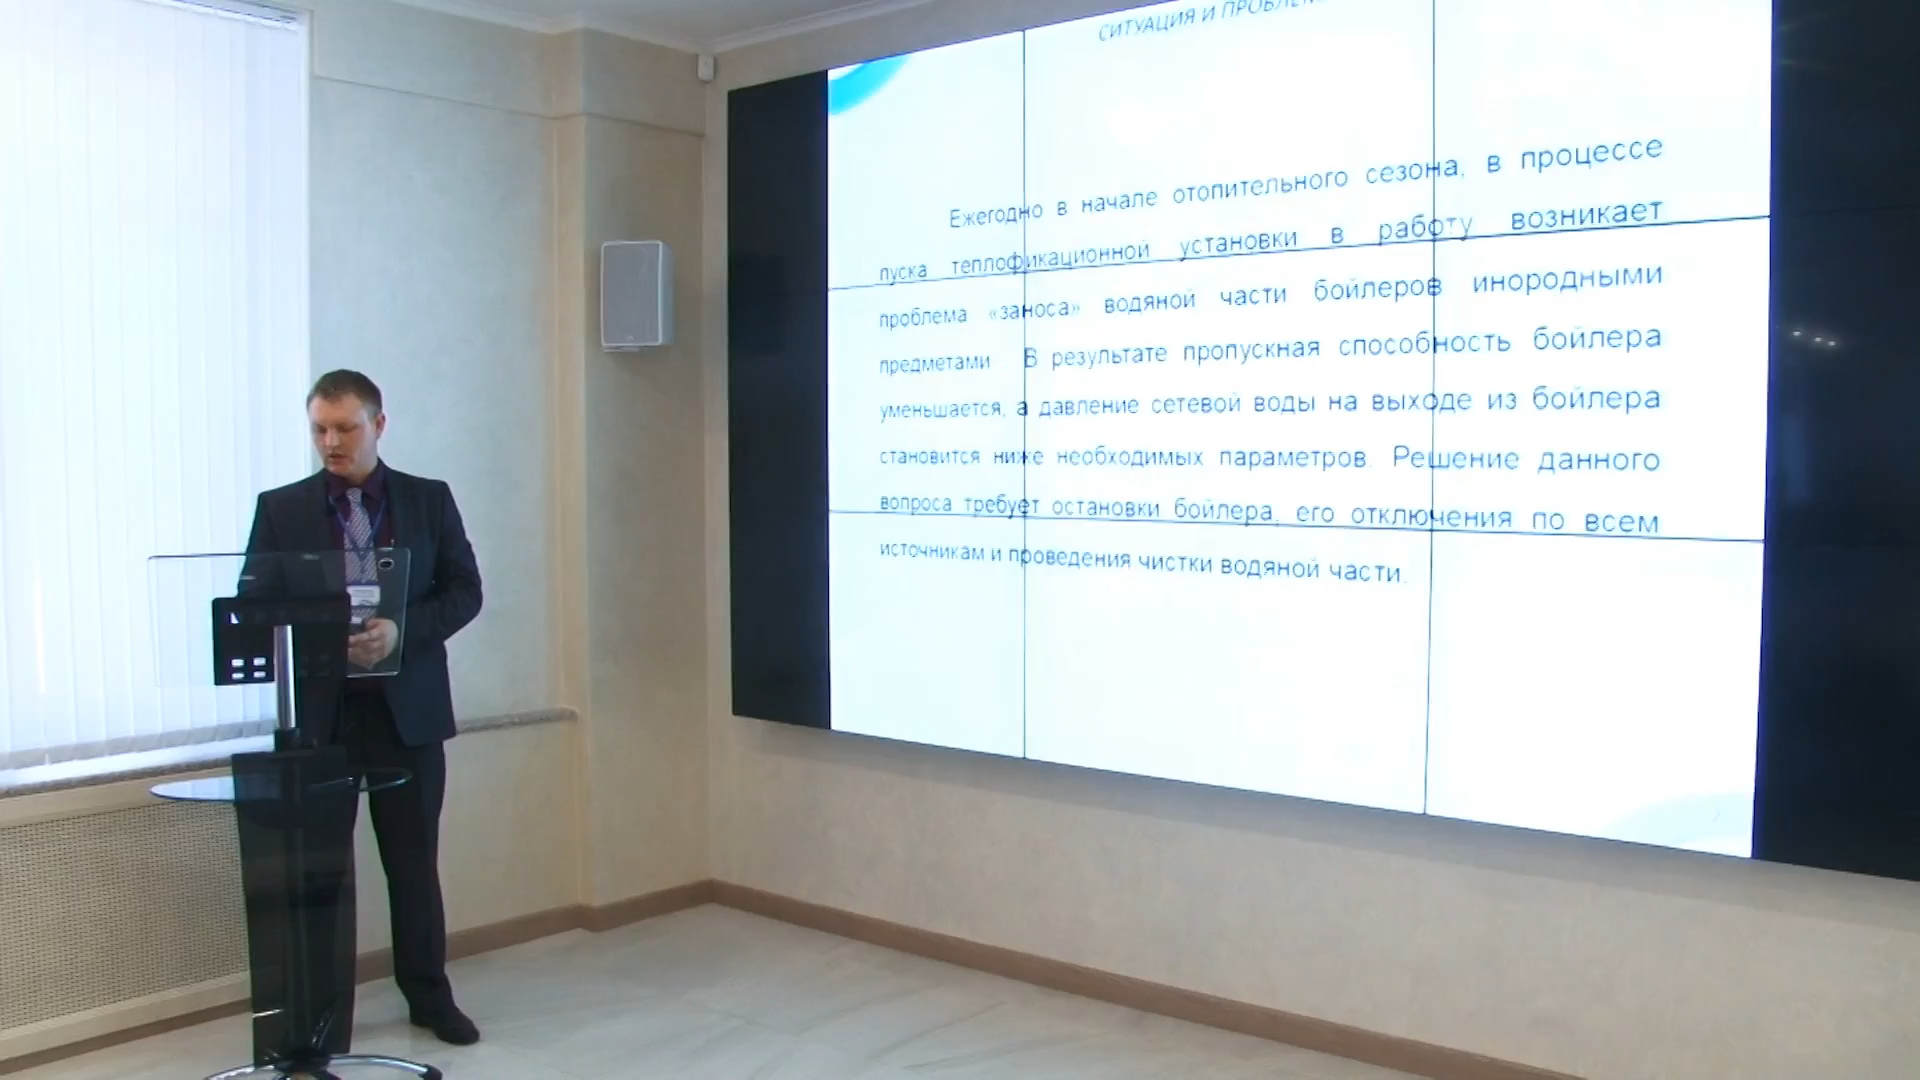 СИТУАЦИЯ И ПРОБЛЕМ
Ежегодно в начале отопительного сезона, в процессе
пуска теплофикационной установки в работу возникает
проблема «заноса» водяной части бойлеров инородными
предметами В результате пропускная способность бойлера
уменьшается, а давление сетевой воды на выходе из бойлера
становится ниже необходимых параметров. Решение данного
вопроса требует остановки бойлера, его отключения по всем
источникам и проведения чистки водяной части.